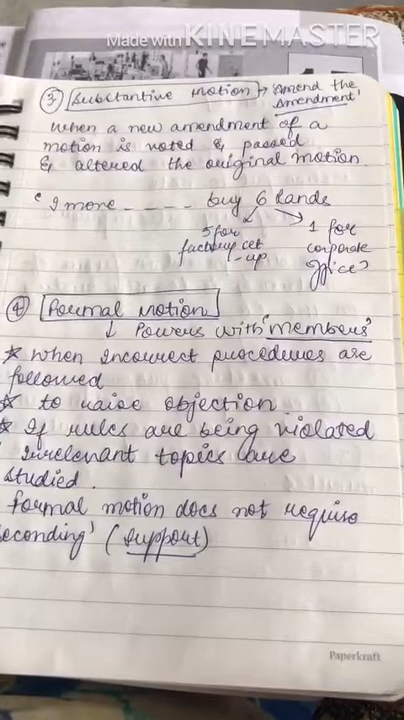 Made with KINEMASTER
③ Substantive motion → Amend the
Amendment'
When a new amendment of a
motion is voted & passed
& altered the original motion.
" I move _ _ _ _ _ buy 6 lands
5 for factory set - up
1 for corporate office"
④ Formal Motion
↓ Powers with 'members'
★ when incorrect procedures are
followed
★ to raise objection.
★ If rules are being violated
irrelevant topics are
studied.
formal motion does not require
econding' (support)
Paperkraft